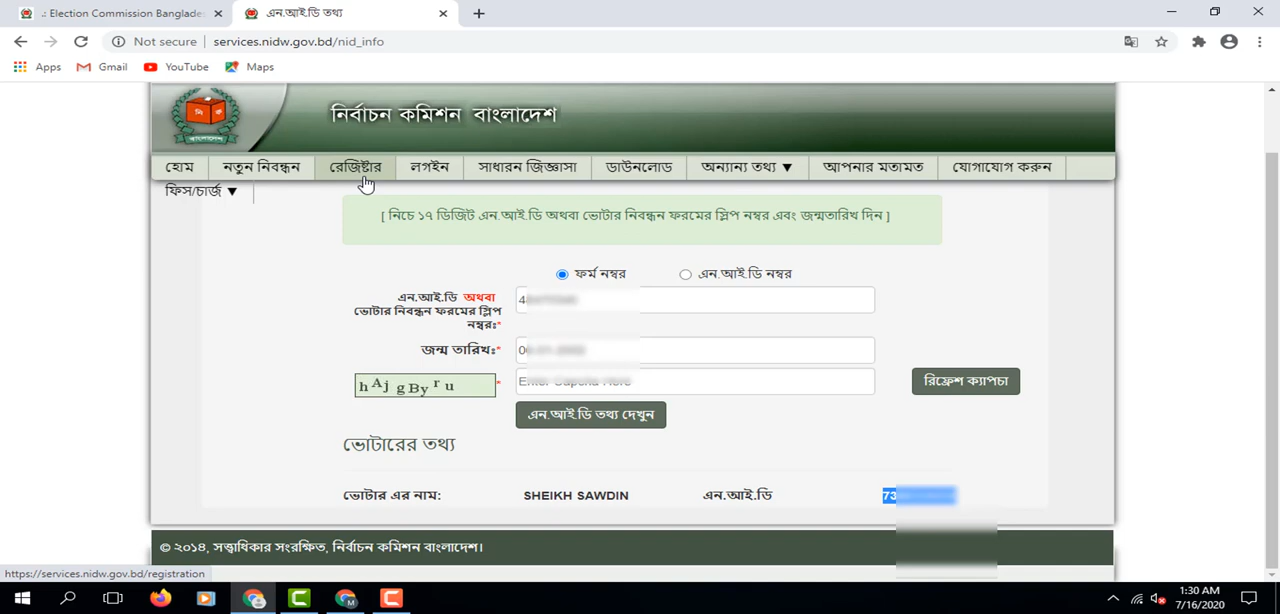 .: Election Commission Banglades
এন.আই.ডি তথ্য
Not secure
services.nidw.gov.bd/nid_info
Apps
Gmail
YouTube
Maps
নির্বাচন কমিশন বাংলাদেশ
হোম
নতুন নিবন্ধন
রেজিষ্টার
লগইন
সাধারন জিজ্ঞাসা
ডাউনলোড
অন্যান্য তথ্য ▼
আপনার মতামত
যোগাযোগ করুন
ফিস/চার্জ ▼
[ নিচে ১৭ ডিজিট এন.আই.ডি অথবা ভোটার নিবন্ধন ফরমের স্লিপ নম্বর এবং জন্মতারিখ দিন ]
ফর্ম নম্বর
এন.আই.ডি নম্বর
এন.আই.ডি অথবা
ভোটার নিবন্ধন ফরমের স্লিপ
নম্বরঃ*
জন্ম তারিখঃ*
hAjgByru
*
রিফ্রেশ ক্যাপচা
এন.আই.ডি তথ্য দেখুন
ভোটারের তথ্য
ভোটার এর নাম:
SHEIKH SAWDIN
এন.আই.ডি
73
© ২০১৪, সত্ত্বাধিকার সংরক্ষিত, নির্বাচন কমিশন বাংলাদেশ।
https://services.nidw.gov.bd/registration
1:30 AM
7/16/2020